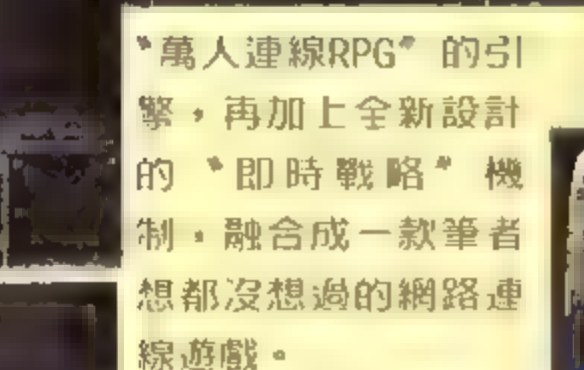 〝萬人連線RPG〞的引
擎，再加上全新設計
的〝即時戰略〞機
制，融合成一款筆者
想都沒想過的網路連
線遊戲。